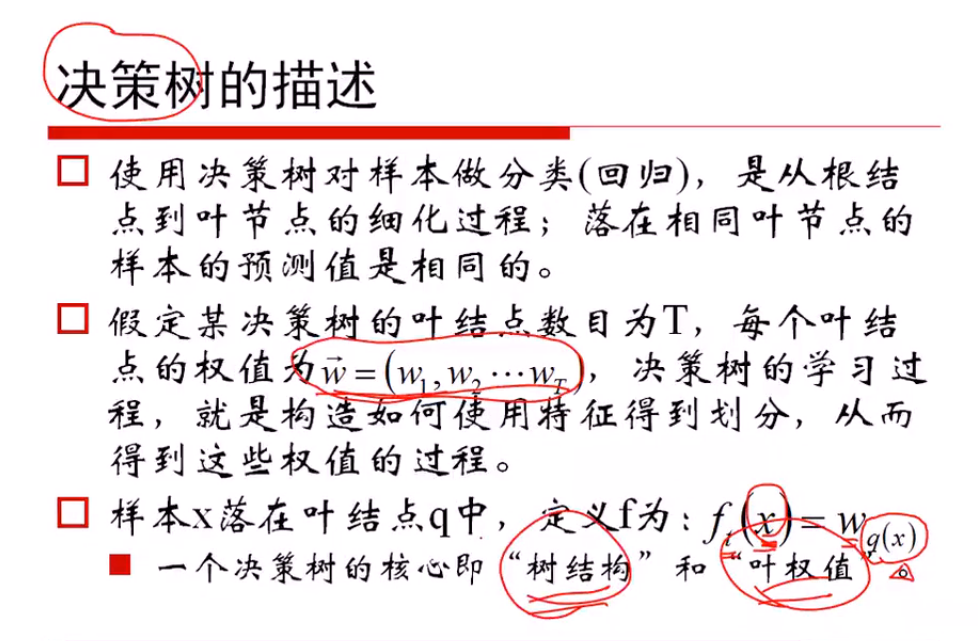 决策树的描述
使用决策树对样本做分类(回归)，是从根结
点到叶节点的细化过程；落在相同叶节点的
样本的预测值是相同的。
假定某决策树的叶结点数目为T，每个叶结
点的权值为w⃗ = (w₁, w₂ ⋯ w_T)，决策树的学习过
程，就是构造如何使用特征得到划分，从而
得到这些权值的过程。
样本x落在叶结点q中，定义f为：f_t(x) = w_{q(x)}
一个决策树的核心即“树结构”和“叶权值”。